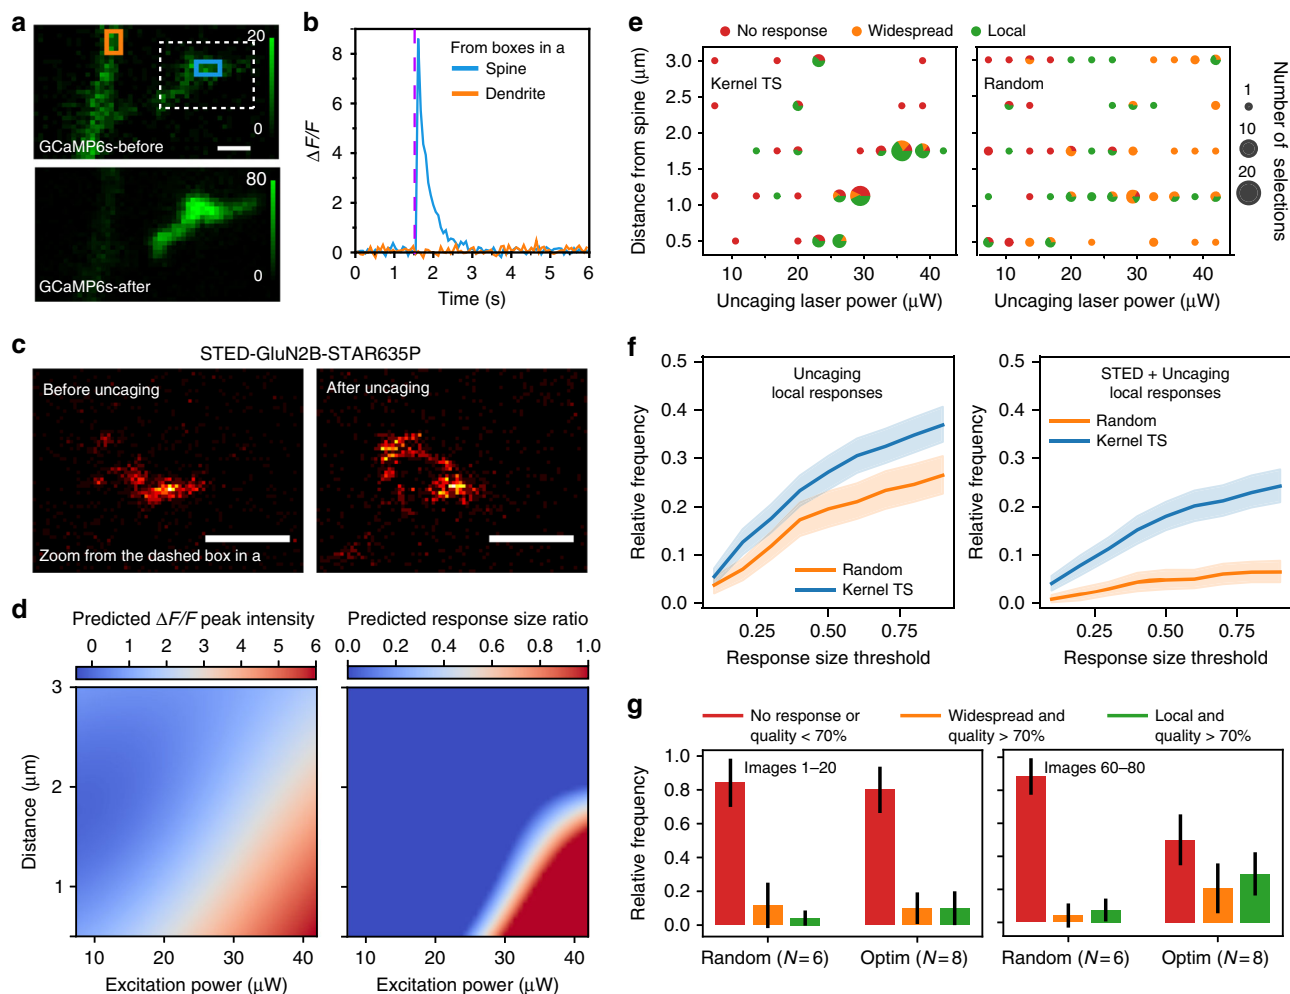 a
20
0
GCaMP6s-before
80
0
GCaMP6s-after
b
From boxes in a
Spine
Dendrite
ΔF/F
8
6
4
2
0
0 1 2 3 4 5 6
Time (s)
c
STED-GluN2B-STAR635P
Before uncaging
After uncaging
Zoom from the dashed box in a
d
Predicted ΔF/F peak intensity
0 1 2 3 4 5 6
Predicted response size ratio
0.0 0.2 0.4 0.6 0.8 1.0
Distance (μm)
3
2
1
10 20 30 40
Excitation power (μW)
10 20 30 40
Excitation power (μW)
e
No response
Widespread
Local
Distance from spine (μm)
3.0
2.4
1.8
1.2
1.0
0.5
Kernel TS
10 20 30 40
Uncaging laser power (μW)
Random
10 20 30 40
Uncaging laser power (μW)
Number of selections
1
10
20
f
Relative frequency
0.5
0.4
0.3
0.2
0.1
0.0
Uncaging
local responses
Random
Kernel TS
0.25 0.50 0.75
Response size threshold
Relative frequency
0.5
0.4
0.3
0.2
0.1
0.0
STED + Uncaging
local responses
Random
Kernel TS
0.25 0.50 0.75
Response size threshold
g
No response or
quality < 70%
Widespread and
quality > 70%
Local and
quality > 70%
Relative frequency
1.0
0.8
0.6
0.4
0.2
0.0
Images 1–20
Random (N=6)
Optim (N=8)
Images 60–80
Random (N=6)
Optim (N=8)